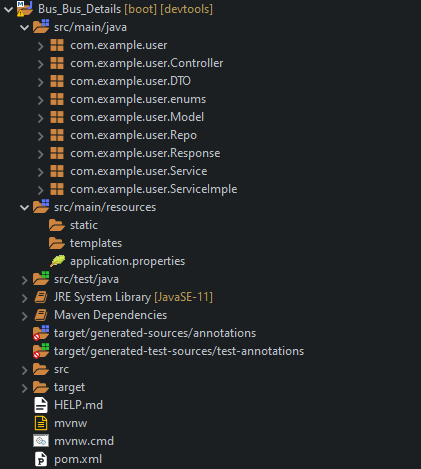 Bus_Bus_Details [boot] [devtools]
src/main/java
com.example.user
com.example.user.Controller
com.example.user.DTO
com.example.user.enums
com.example.user.Model
com.example.user.Repo
com.example.user.Response
com.example.user.Service
com.example.user.ServiceImple
src/main/resources
static
templates
application.properties
src/test/java
JRE System Library [JavaSE-11]
Maven Dependencies
target/generated-sources/annotations
target/generated-test-sources/test-annotations
src
target
HELP.md
mvnw
mvnw.cmd
pom.xml